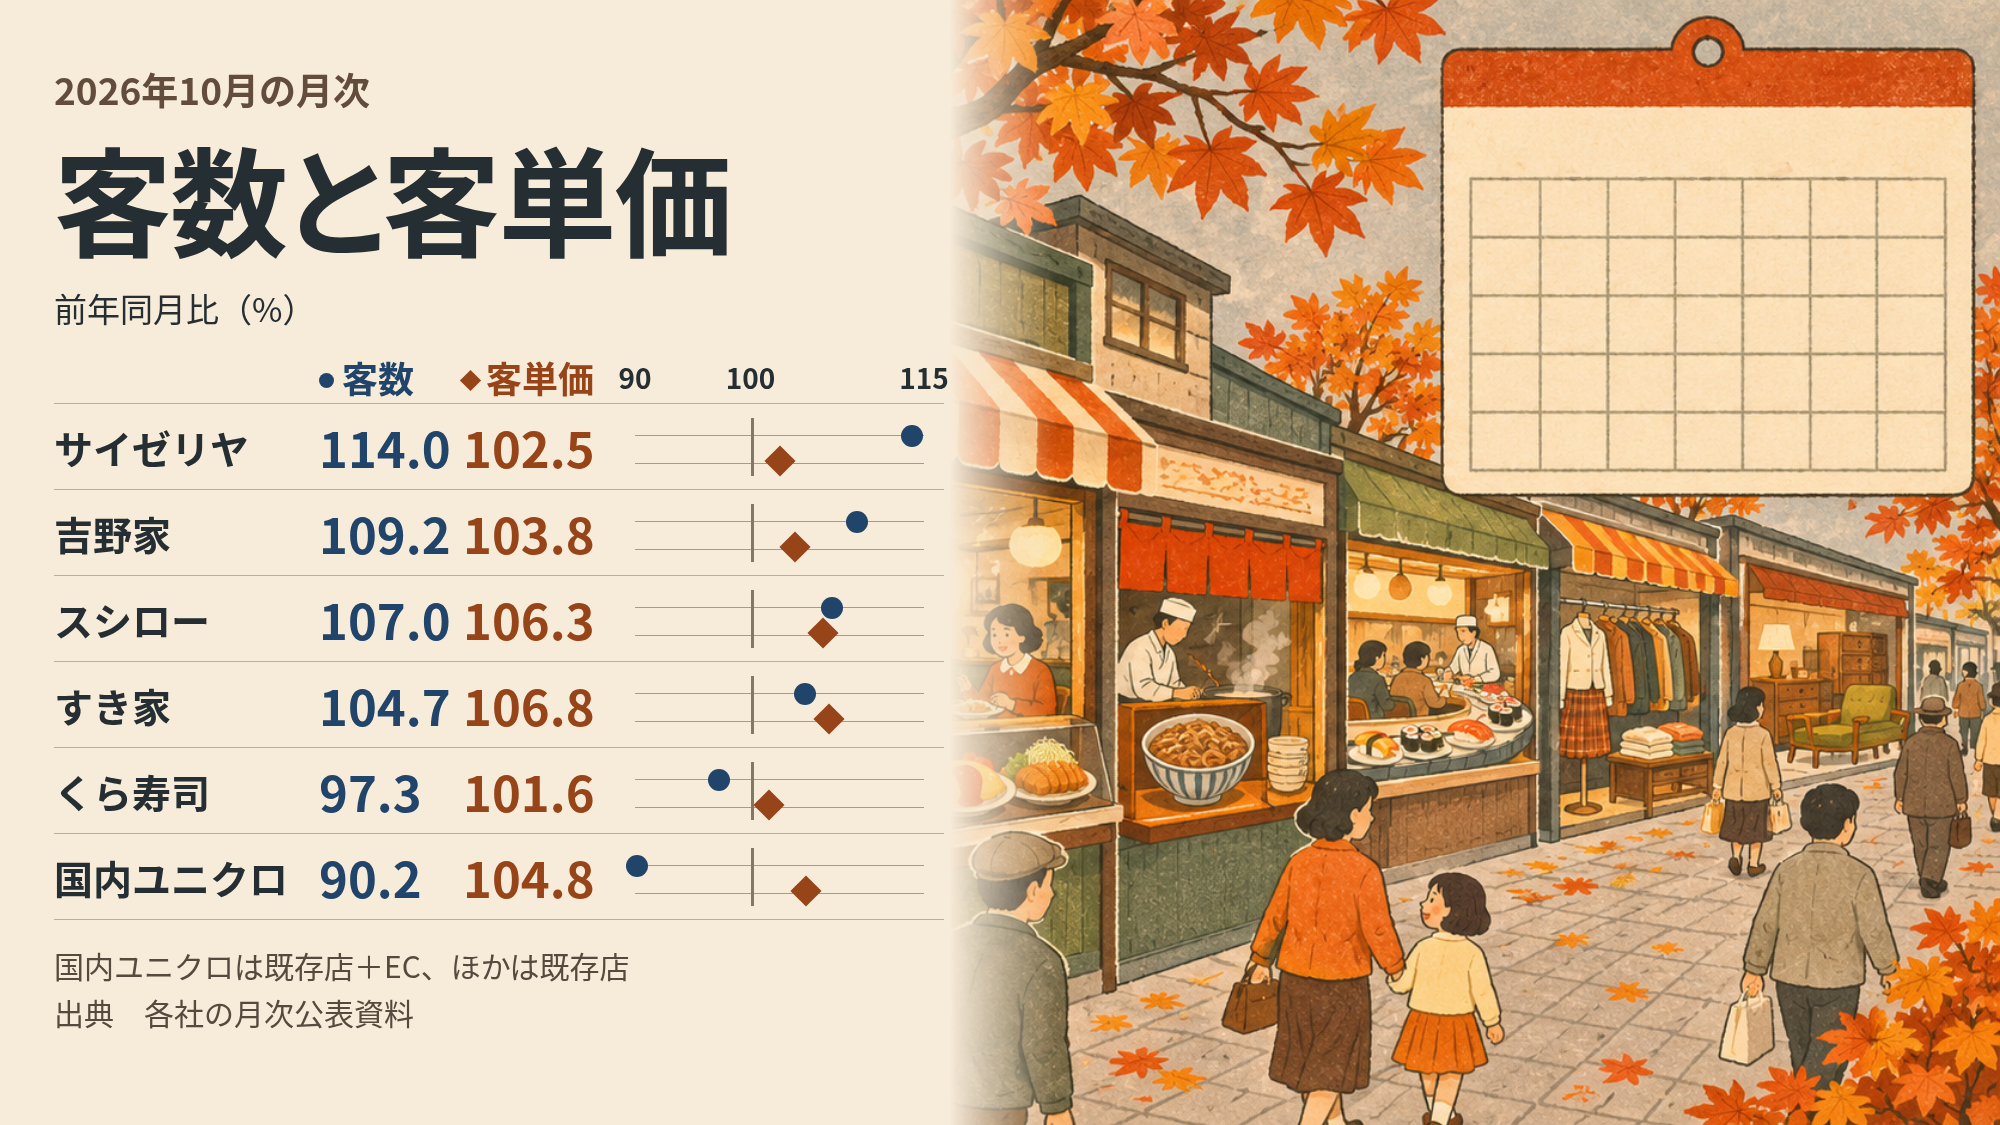 2026年10月の月次
客数と客単価
前年同月比（%）
●客数 ◆客単価 90 100 115
サイゼリヤ 114.0 102.5
吉野家 109.2 103.8
スシロー 107.0 106.3
すき家 104.7 106.8
くら寿司 97.3 101.6
国内ユニクロ 90.2 104.8
国内ユニクロは既存店＋EC、ほかは既存店
出典　各社の月次公表資料